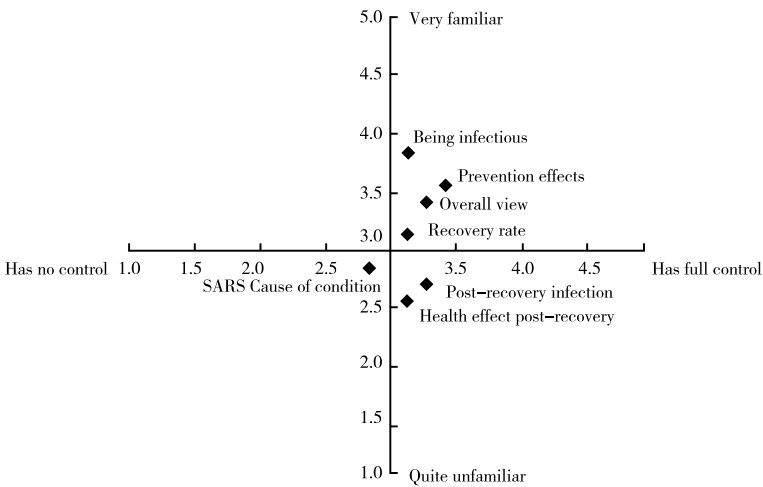 5.0 Very familiar
4.5
4.0
Being infectious
Prevention effects
3.5
Overall view
Recovery rate
3.0
Has no control 1.0 2.0 2.5 3.5 4.0 4.5 Has full control
SARS Cause of condition
Post-recovery infection
2.5
Health effect post-recovery
2.0
1.5
1.0 Quite unfamiliar